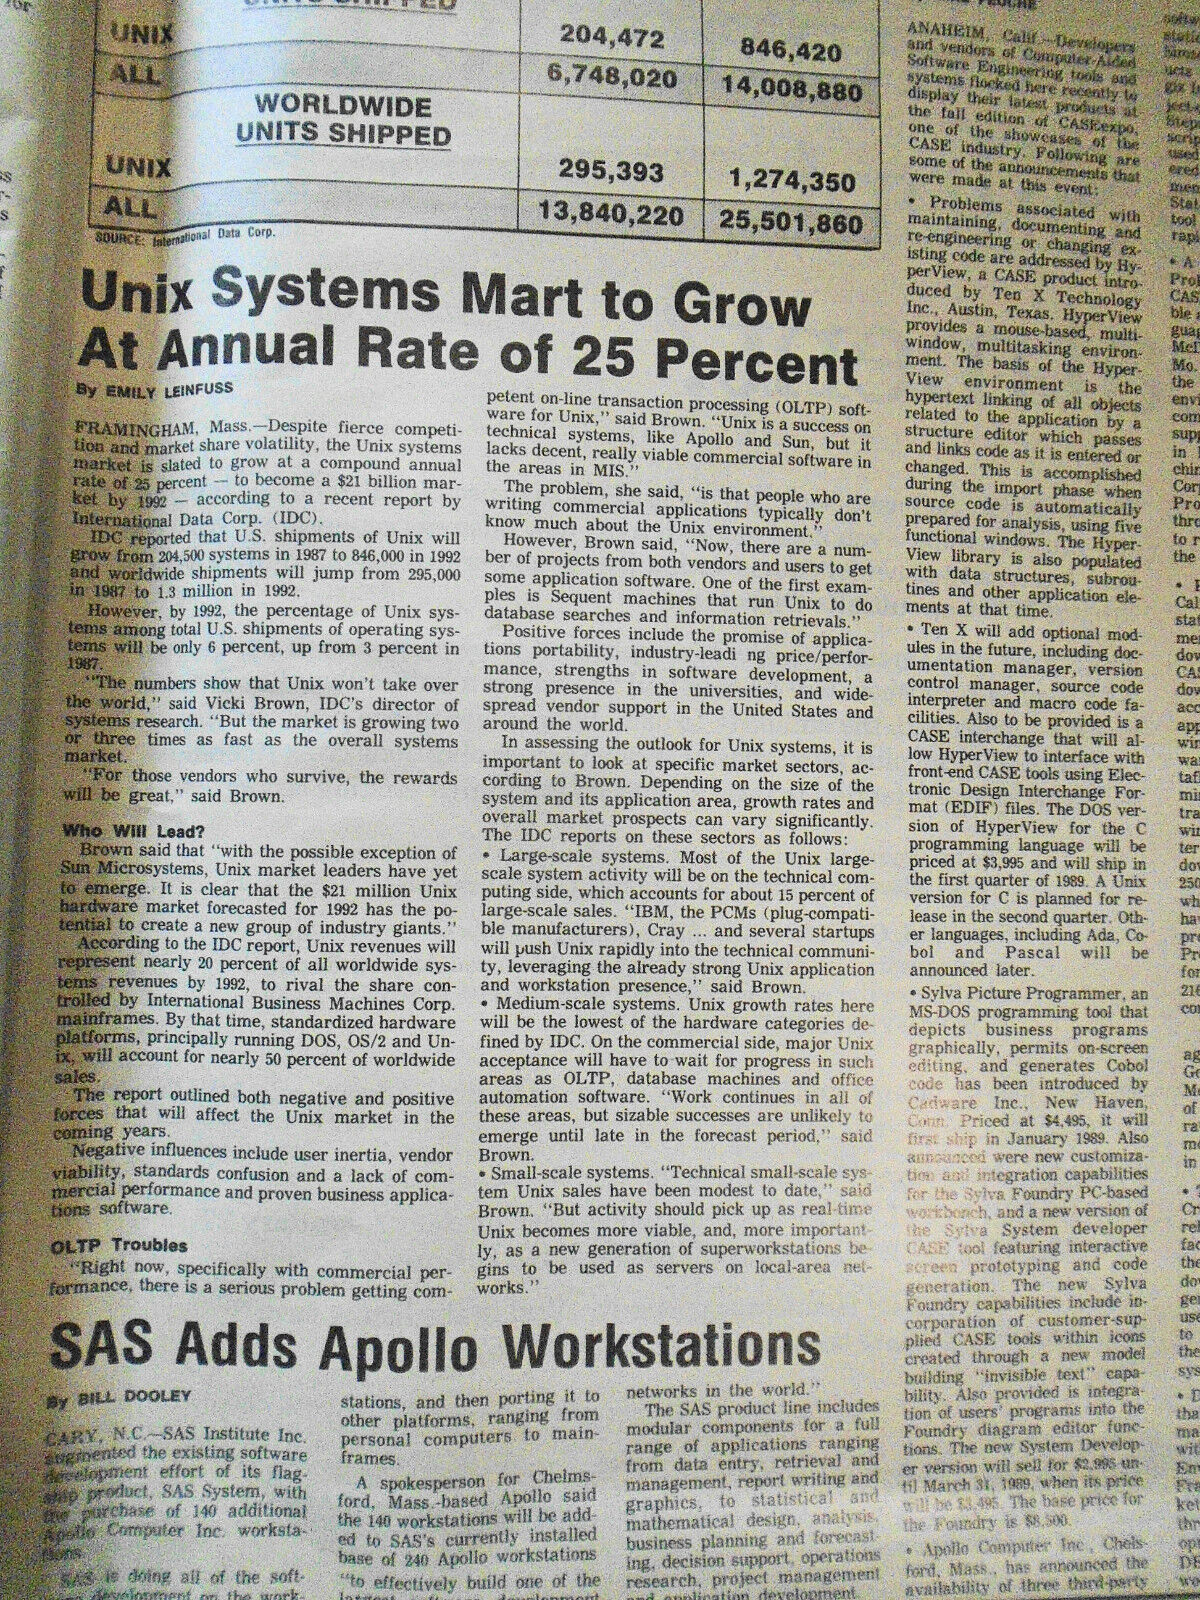 UNITS SHIPPED
UNIX 204,472 846,420
ALL 6,748,020 14,008,880
WORLDWIDE
UNITS SHIPPED
UNIX 295,393 1,274,350
ALL 13,840,220 25,501,860
SOURCE: International Data Corp.
Unix Systems Mart to Grow
At Annual Rate of 25 Percent
By EMILY LEINFUSS
FRAMINGHAM, Mass.—Despite fierce competi-
tion and market share volatility, the Unix systems
market is slated to grow at a compound annual
rate of 25 percent — to become a $21 billion mar-
ket by 1992 — according to a recent report by
International Data Corp. (IDC).
IDC reported that U.S. shipments of Unix will
grow from 204,500 systems in 1987 to 846,000 in 1992
and worldwide shipments will jump from 295,000
in 1987 to 1.3 million in 1992.
However, by 1992, the percentage of Unix sys-
tems among total U.S. shipments of operating sys-
tems will be only 6 percent, up from 3 percent in
1987.
"The numbers show that Unix won't take over
the world," said Vicki Brown, IDC's director of
systems research. "But the market is growing two
or three times as fast as the overall systems
market.
"For those vendors who survive, the rewards
will be great," said Brown.
Who Will Lead?
Brown said that "with the possible exception of
Sun Microsystems, Unix market leaders have yet
to emerge. It is clear that the $21 million Unix
hardware market forecasted for 1992 has the po-
tential to create a new group of industry giants."
According to the IDC report, Unix revenues will
represent nearly 20 percent of all worldwide sys-
tems revenues by 1992, to rival the share con-
trolled by International Business Machines Corp.
mainframes. By that time, standardized hardware
platforms, principally running DOS, OS/2 and Un-
ix, will account for nearly 50 percent of worldwide
sales.
The report outlined both negative and positive
forces that will affect the Unix market in the
coming years.
Negative influences include user inertia, vendor
viability, standards confusion and a lack of com-
mercial performance and proven business applica-
tions software.
OLTP Troubles
"Right now, specifically with commercial per-
formance, there is a serious problem getting com-
petent on-line transaction processing (OLTP) soft-
ware for Unix," said Brown. "Unix is a success on
technical systems, like Apollo and Sun, but it
lacks decent, really viable commercial software in
the areas in MIS."
The problem, she said, "is that people who are
writing commercial applications typically don't
know much about the Unix environment."
However, Brown said, "Now, there are a num-
ber of projects from both vendors and users to get
some application software. One of the first exam-
ples is Sequent machines that run Unix to do
database searches and information retrievals."
Positive forces include the promise of applica-
tions portability, industry-leadi ng price/perfor-
mance, strengths in software development, a
strong presence in the universities, and wide-
spread vendor support in the United States and
around the world.
In assessing the outlook for Unix systems, it is
important to look at specific market sectors, ac-
cording to Brown. Depending on the size of the
system and its application area, growth rates and
overall market prospects can vary significantly.
The IDC reports on these sectors as follows:
• Large-scale systems. Most of the Unix large-
scale system activity will be on the technical com-
puting side, which accounts for about 15 percent of
large-scale sales. "IBM, the PCMs (plug-compati-
ble manufacturers), Cray ... and several startups
will push Unix rapidly into the technical communi-
ty, leveraging the already strong Unix application
and workstation presence," said Brown.
• Medium-scale systems. Unix growth rates here
will be the lowest of the hardware categories de-
fined by IDC. On the commercial side, major Unix
acceptance will have to wait for progress in such
areas as OLTP, database machines and office
automation software. "Work continues in all of
these areas, but sizable successes are unlikely to
emerge until late in the forecast period," said
Brown.
• Small-scale systems. "Technical small-scale sys-
tem Unix sales have been modest to date," said
Brown. "But activity should pick up as real-time
Unix becomes more viable, and, more important-
ly, as a new generation of superworkstations be-
gins to be used as servers on local-area net-
works."
SAS Adds Apollo Workstations
By BILL DOOLEY
CARY, N.C.—SAS Institute Inc.
augmented the existing software
development effort of its flag-
ship product, SAS System, with
the purchase of 140 additional
Apollo Computer Inc. worksta-
tions.
SAS is doing all of the soft-
ware development on the work-
stations, and then porting it to
other platforms, ranging from
personal computers to main-
frames.
A spokesperson for Chelms-
ford, Mass.-based Apollo said
the 140 workstations will be add-
ed to SAS's currently installed
base of 240 Apollo workstations
"to effectively build one of the
networks in the world."
The SAS product line includes
modular components for a full
range of applications ranging
from data entry, retrieval and
management, report writing and
graphics, to statistical and
mathematical design, analysis,
business planning and forecast-
ing, decision support, operations
research, project management
and application development
ANAHEIM, Calif.—Developers
and vendors of Computer-Aided
Software Engineering tools and
systems flocked here recently to
display their latest products at
the fall edition of CASExpo,
one of the showcases of the
CASE industry. Following are
some of the announcements that
were made at this event:
• Problems associated with
maintaining, documenting and
re-engineering or changing ex-
isting code are addressed by Hy-
perView, a CASE product intro-
duced by Ten X Technology
Inc., Austin, Texas. HyperView
provides a mouse-based, multi-
window, multitasking environ-
ment. The basis of the Hyper-
View environment is the
hypertext linking of all objects
related to the application by a
structure editor which passes
and links code as it is entered or
changed. This is accomplished
during the import phase when
source code is automatically
prepared for analysis, using five
functional windows. The Hyper-
View library is also populated
with data structures, subrou-
tines and other application ele-
ments at that time.
• Ten X will add optional mod-
ules in the future, including doc-
umentation manager, version
control manager, source code
interpreter and macro code fa-
cilities. Also to be provided is a
CASE interchange that will al-
low HyperView to interface with
front-end CASE tools using Elec-
tronic Design Interchange For-
mat (EDIF) files. The DOS ver-
sion of HyperView for the C
programming language will be
priced at $3,995 and will ship in
the first quarter of 1989. A Unix
version for C is planned for re-
lease in the second quarter. Oth-
er languages, including Ada, Co-
bol and Pascal will be
announced later.
• Sylva Picture Programmer, an
MS-DOS programming tool that
depicts business programs
graphically, permits on-screen
editing, and generates Cobol
code has been introduced by
Cadware Inc., New Haven,
Conn. Priced at $4,495, it will
first ship in January 1989. Also
announced were new customiza-
tion and integration capabilities
for the Sylva Foundry PC-based
workbench, and a new version of
the Sylva System developer
CASE tool featuring interactive
screen prototyping and code
generation. The new Sylva
Foundry capabilities include in-
corporation of customer-sup-
plied CASE tools within icons
created through a new model
building "invisible text" capa-
bility. Also provided is integra-
tion of users' programs into the
Foundry diagram editor func-
tions. The new System Develop-
er version will sell for $2,995 un-
til March 31, 1989, when its price
will be $3,495. The base price for
the Foundry is $8,500.
• Apollo Computer Inc., Chels-
ford, Mass., has announced the
availability of three third-party